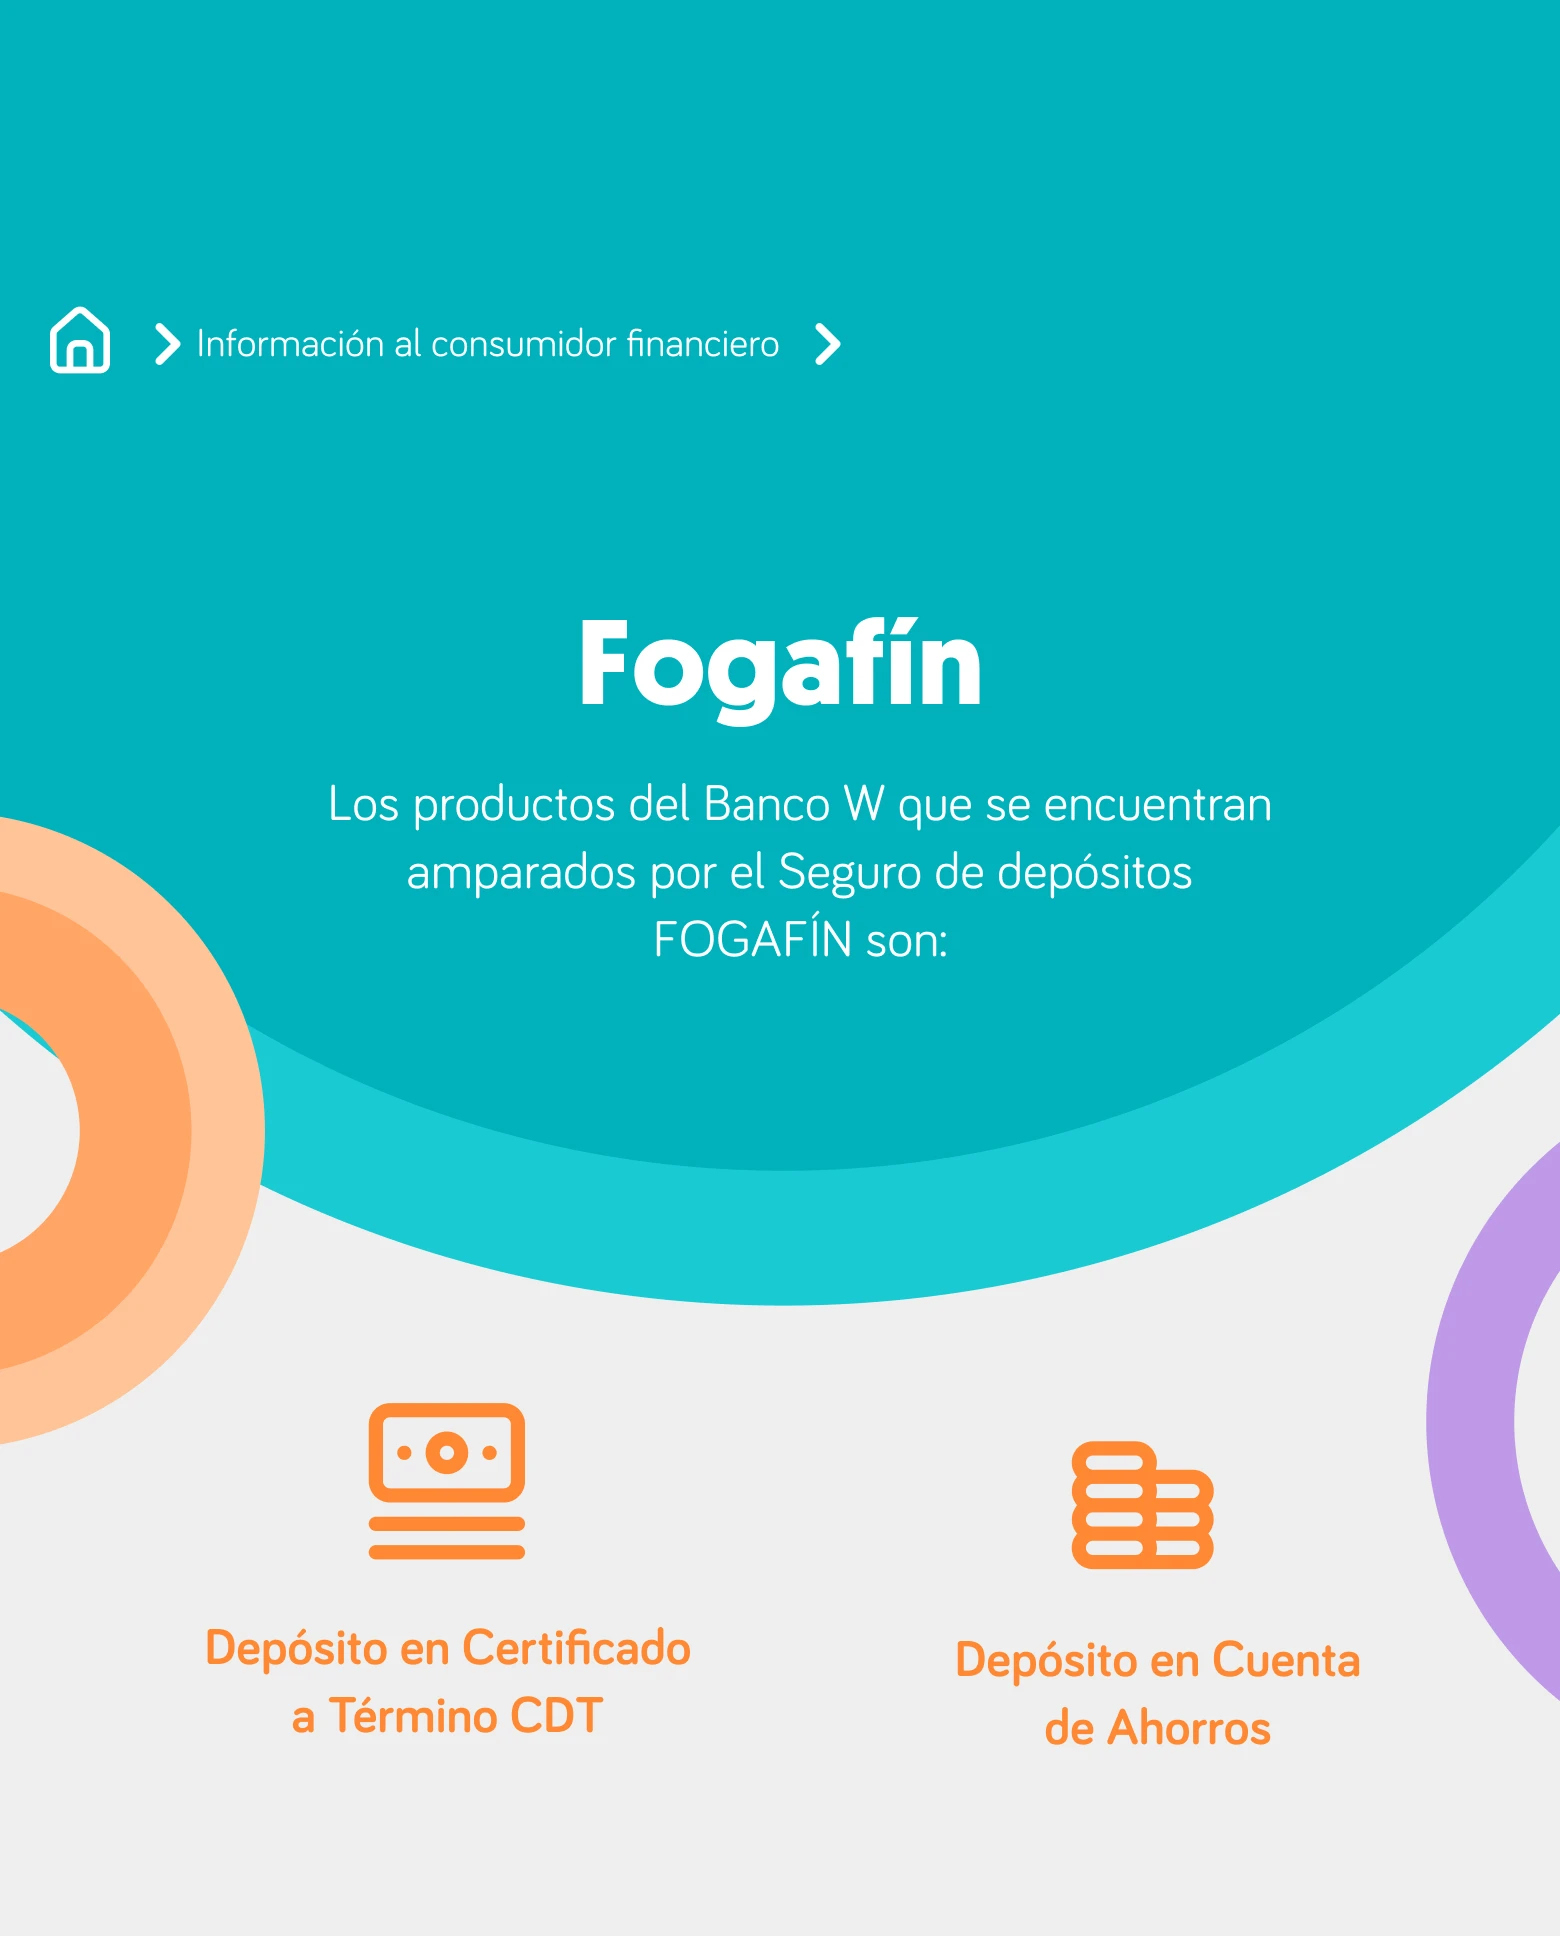 Información al consumidor financiero
Fogafín
Los productos del Banco W que se encuentran
amparados por el Seguro de depósitos
FOGAFÍN son:
Depósito en Certificado
a Término CDT
Depósito en Cuenta
de Ahorros